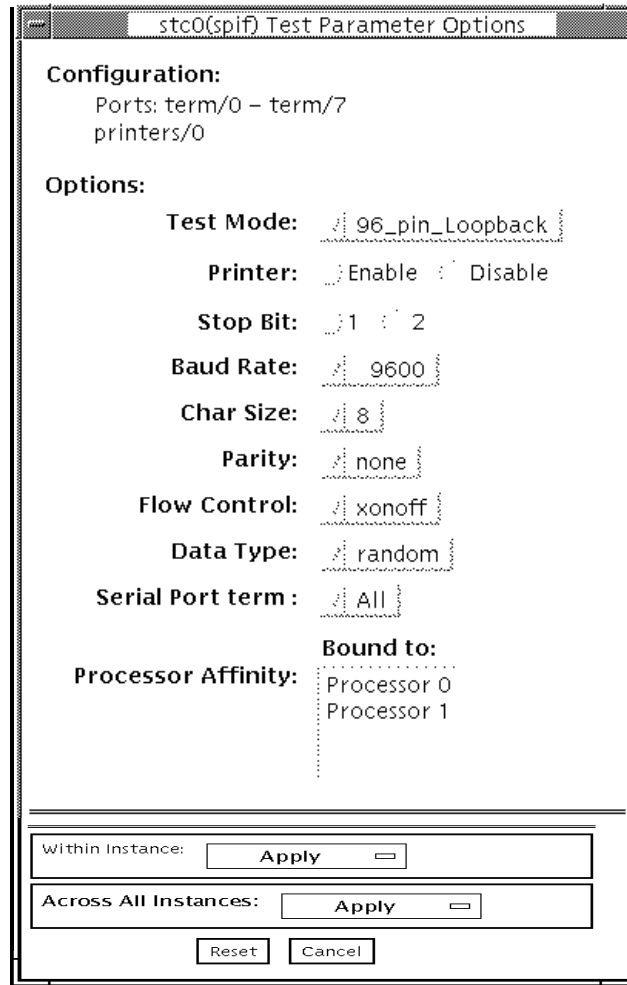 stc0(spif) Test Parameter Options
Configuration:
Ports: term/0 – term/7
printers/0
Options:
Test Mode: 96_pin_Loopback
Printer: Enable Disable
Stop Bit: 1 2
Baud Rate: 9600
Char Size: 8
Parity: none
Flow Control: xonoff
Data Type: random
Serial Port term : All
Bound to:
Processor Affinity: Processor 0
Processor 1
Within Instance: Apply
Across All Instances: Apply
Reset Cancel